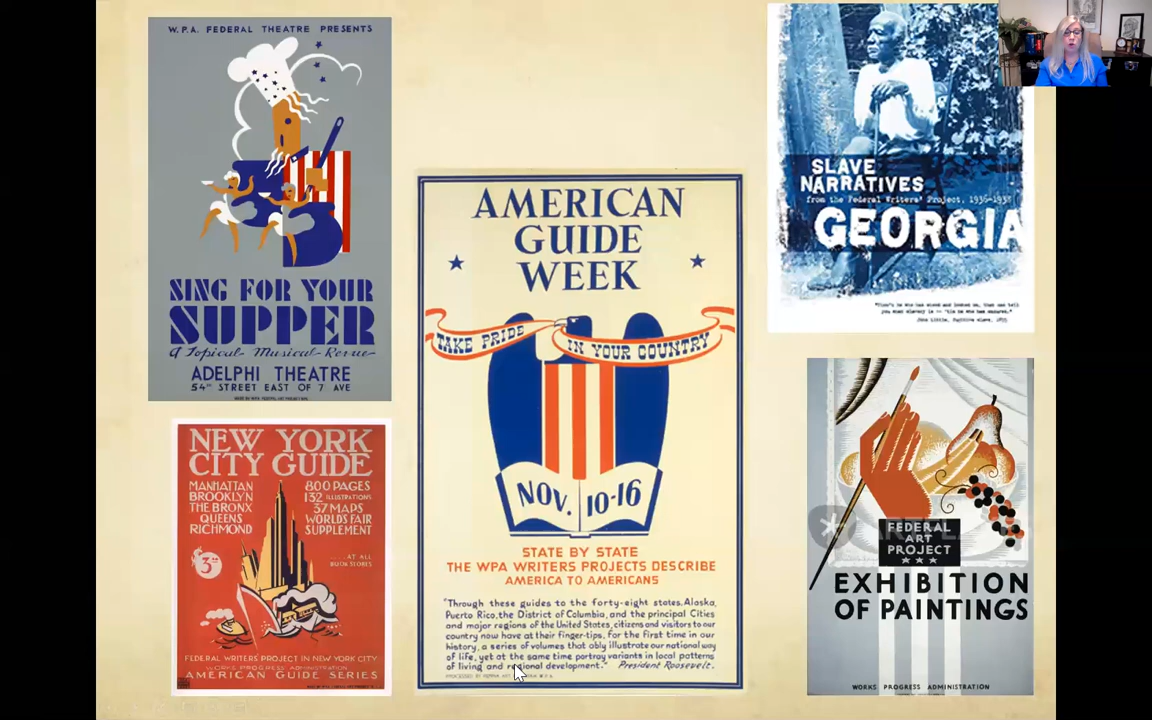 W.P.A. FEDERAL THEATRE PRESENTS
SING FOR YOUR
SUPPER
A Topical Musical Revue
ADELPHI THEATRE
54TH STREET EAST OF 7 AVE
NEW YORK
CITY GUIDE
MANHATTAN
BROOKLYN
THE BRONX
QUEENS
RICHMOND
800 PAGES
132 ILLUSTRATIONS
37 MAPS
WORLDS FAIR
SUPPLEMENT
....AT ALL
BOOK STORES
FEDERAL WRITERS PROJECT IN NEW YORK CITY
WORKS PROGRESS ADMINISTRATION
AMERICAN GUIDE SERIES
AMERICAN
GUIDE
WEEK
TAKE PRIDE IN YOUR COUNTRY
NOV. 10-16
STATE BY STATE
THE WPA WRITERS PROJECTS DESCRIBE
AMERICA TO AMERICANS
"Through these guides to the forty-eight states, Alaska,
Puerto Rico, the District of Columbia, and the principal Cities
and major regions of the United States, citizens and visitors to our
country now have at their finger-tips, for the first time in our
history, a series of volumes that ably illustrate our national way
of life, yet at the same time portray variants in local patterns
of living and regional development." President Roosevelt.
SLAVE
NARRATIVES
from the Federal Writers' Project, 1936-1938
GEORGIA
John Little, fugitive slave, 1855
FEDERAL
ART
PROJECT
EXHIBITION
OF PAINTINGS
WORKS PROGRESS ADMINISTRATION